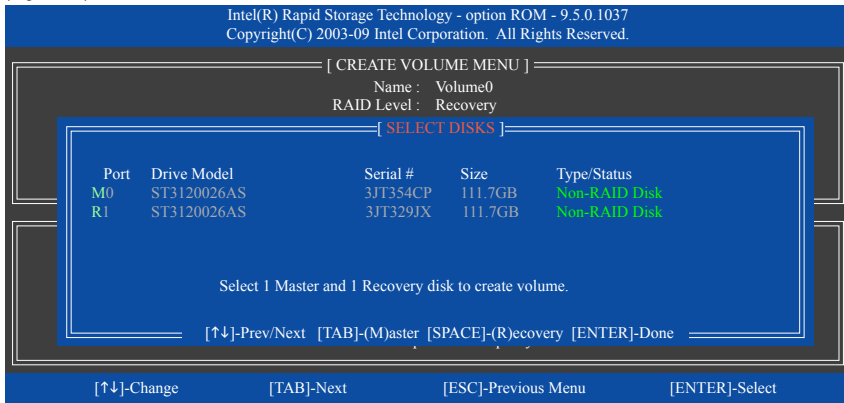 Intel(R) Rapid Storage Technology - option ROM - 9.5.0.1037
Copyright(C) 2003-09 Intel Corporation. All Rights Reserved.
[ CREATE VOLUME MENU ]
Name : Volume0
RAID Level : Recovery
[ SELECT DISKS ]
Port Drive Model Serial # Size Type/Status
M0 ST3120026AS 3JT354CP 111.7GB Non-RAID Disk
R1 ST3120026AS 3JT329JX 111.7GB Non-RAID Disk
Select 1 Master and 1 Recovery disk to create volume.
[↑↓]-Prev/Next [TAB]-(M)aster [SPACE]-(R)ecovery [ENTER]-Done
[↑↓]-Change [TAB]-Next [ESC]-Previous Menu [ENTER]-Select